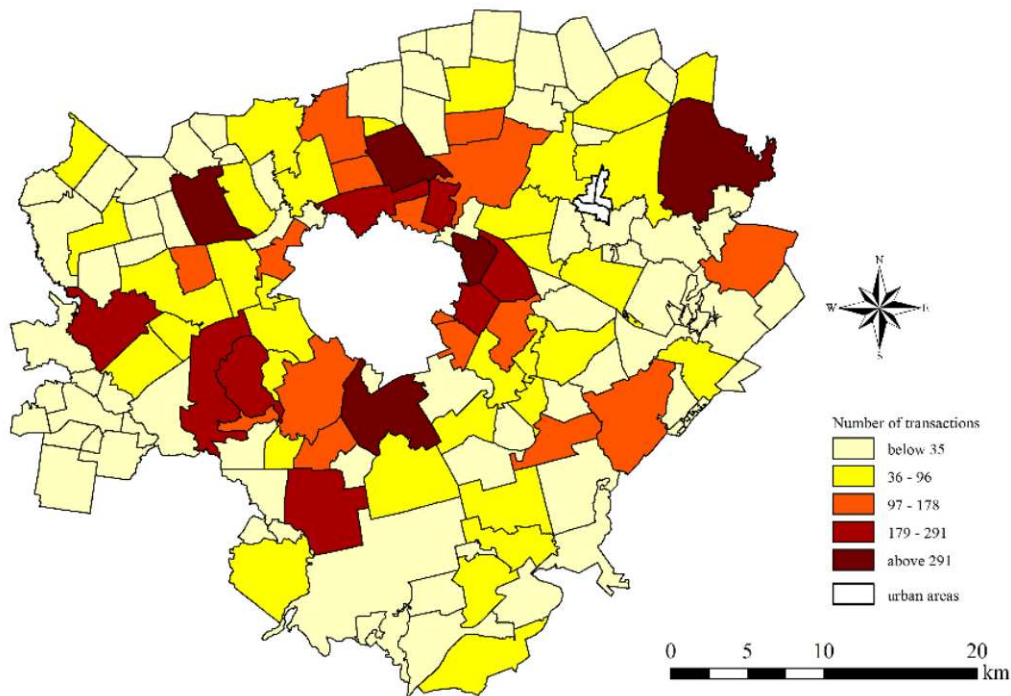 N
W
E
S
Number of transactions
below 35
36 - 96
97 - 178
179 - 291
above 291
urban areas
0 5 10 20
km